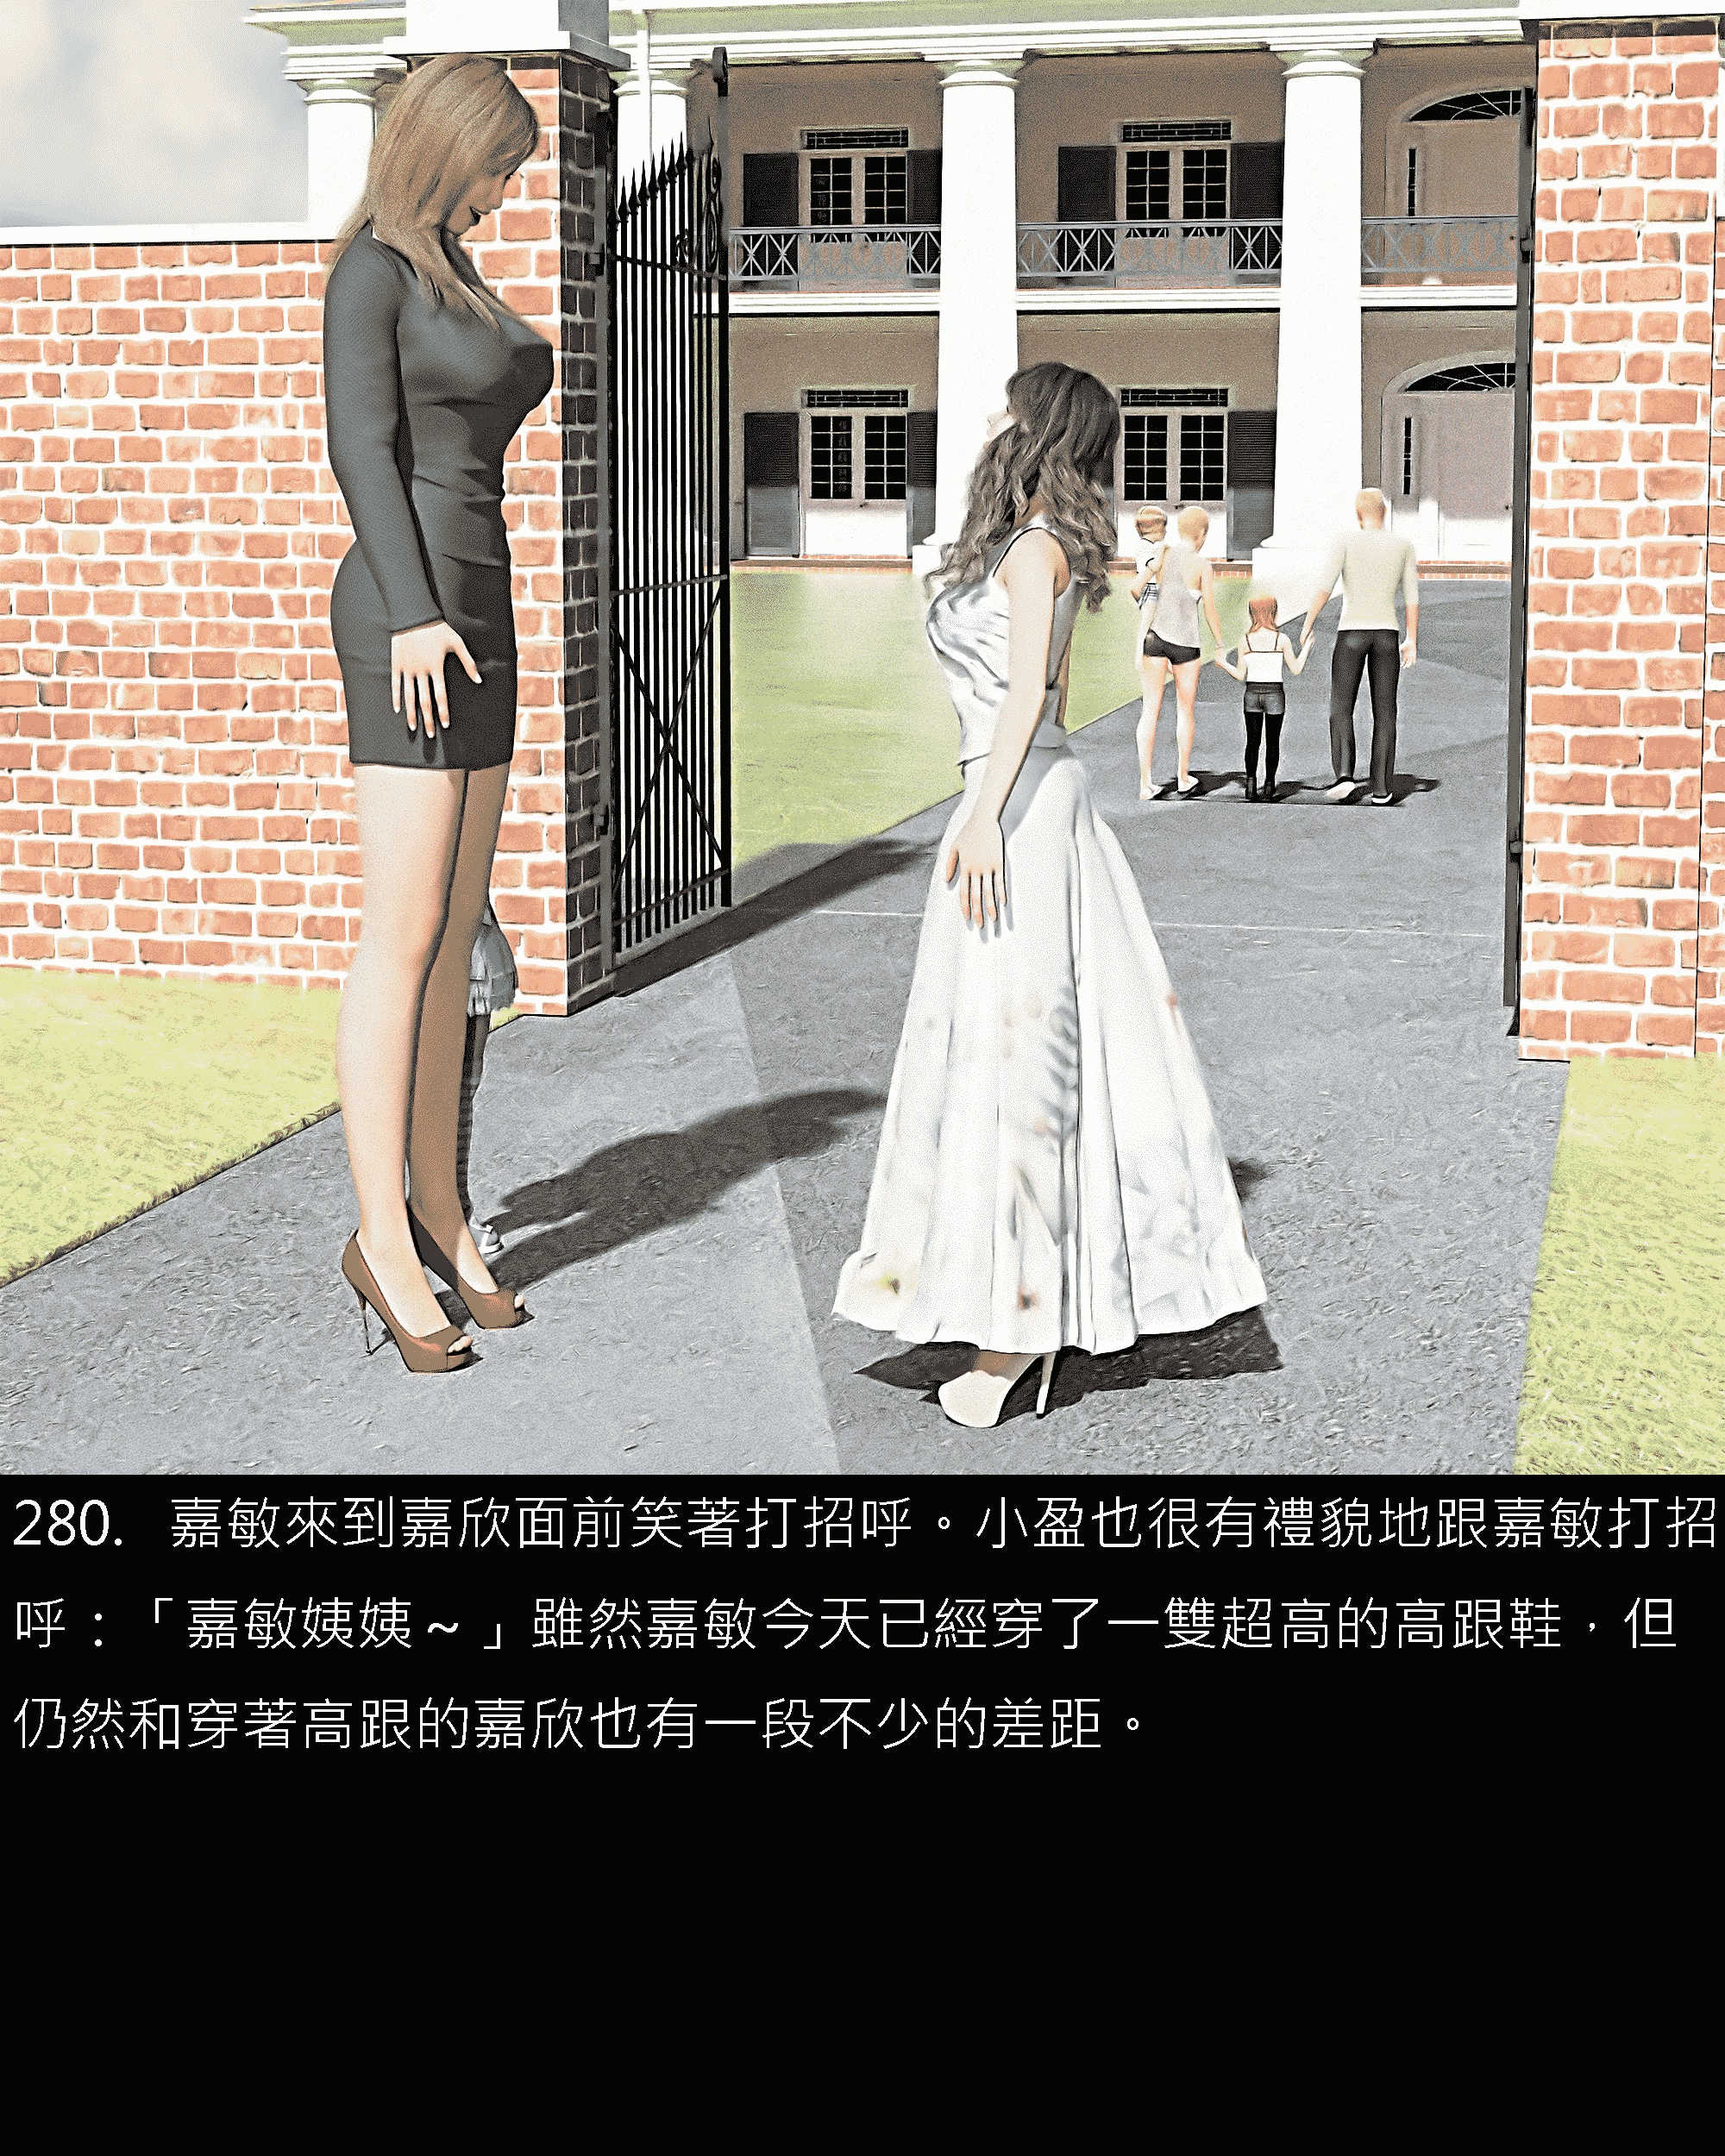 280. 嘉敏來到嘉欣面前笑著打招呼。小盈也很有禮貌地跟嘉敏打招
呼：「嘉敏姨姨～」雖然嘉敏今天已經穿了一雙超高的高跟鞋，但
仍然和穿著高跟的嘉欣也有一段不少的差距。